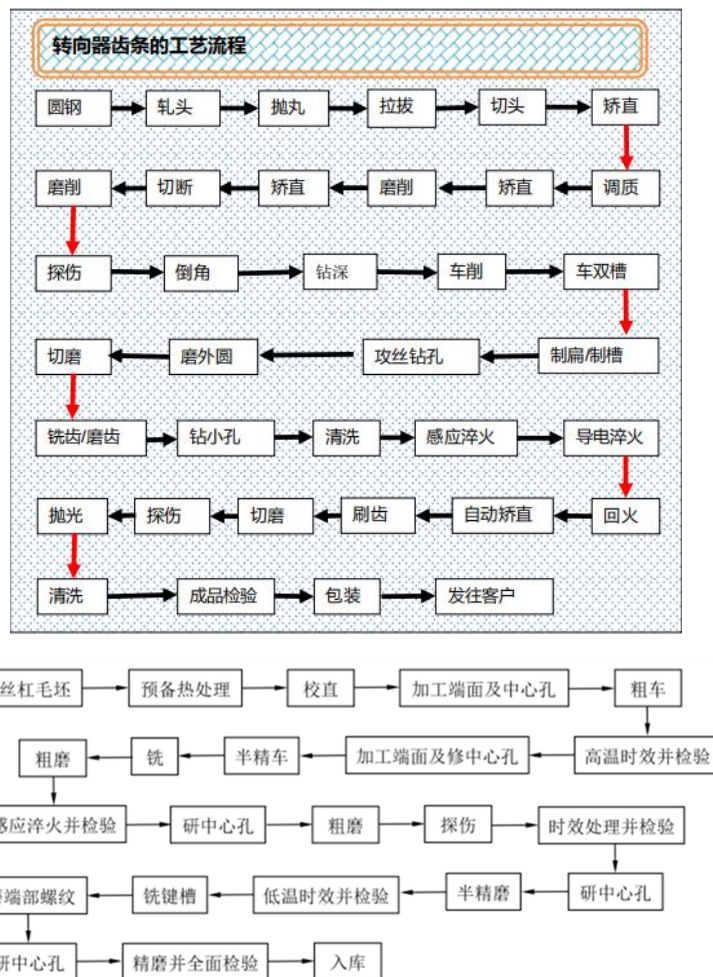 转向器齿条的工艺流程
圆钢 轧头 抛丸 拉拔 切头 矫直
磨削 切断 矫直 磨削 矫直 调质
探伤 倒角 钻深 车削 车双槽
切磨 磨外圆 攻丝钻孔 制扁/制槽
铣齿/磨齿 钻小孔 清洗 感应淬火 导电淬火
抛光 探伤 切磨 刷齿 自动矫直 回火
清洗 成品检验 包装 发往客户
丝杠毛坯 预备热处理 校直 加工端面及中心孔 粗车
粗磨 铣 半精车 加工端面及修中心孔 高温时效并检验
感应淬火并检验 研中心孔 粗磨 探伤 时效处理并检验
端部螺纹 铣键槽 低温时效并检验 半精磨 研中心孔
研中心孔 精磨并全面检验 入库